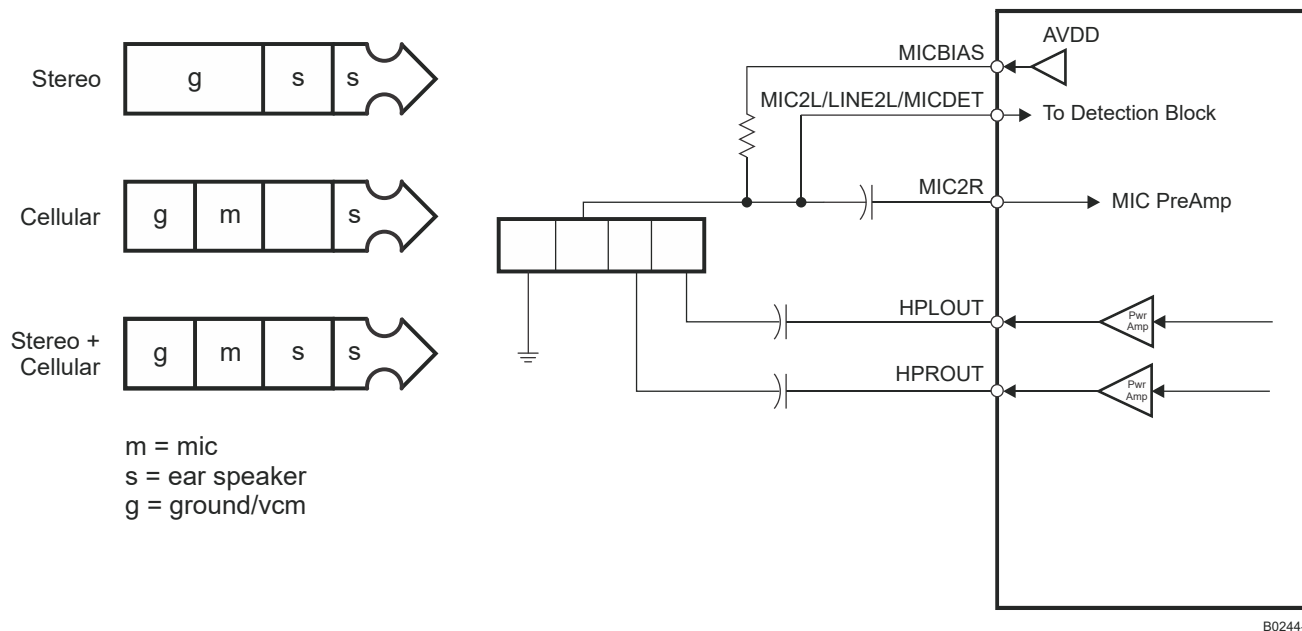 Stereo
g s s
Cellular
g m s
Stereo +
Cellular
g m s s
m = mic
s = ear speaker
g = ground/vcm
AVDD
MICBIAS
MIC2L/LINE2L/MICDET
To Detection Block
MIC2R
MIC PreAmp
HPLOUT
Pwr
Amp
HPROUT
Pwr
Amp